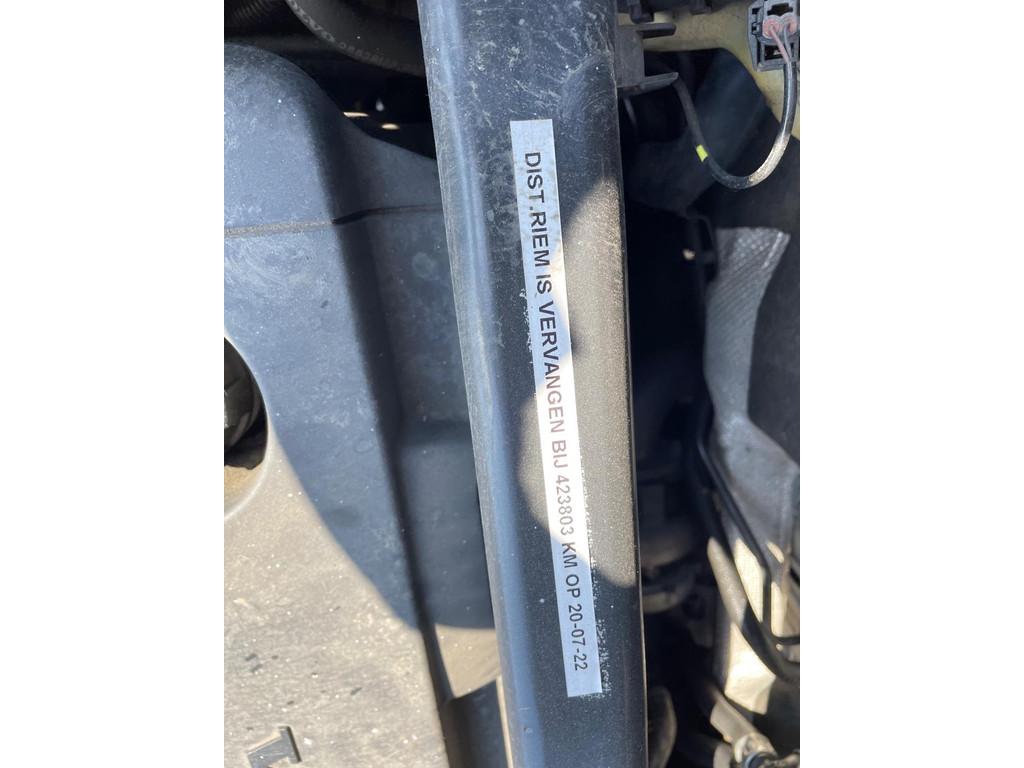 DIST.RIEM IS VERVANGEN BIJ 423803 KM OP 20-07-22